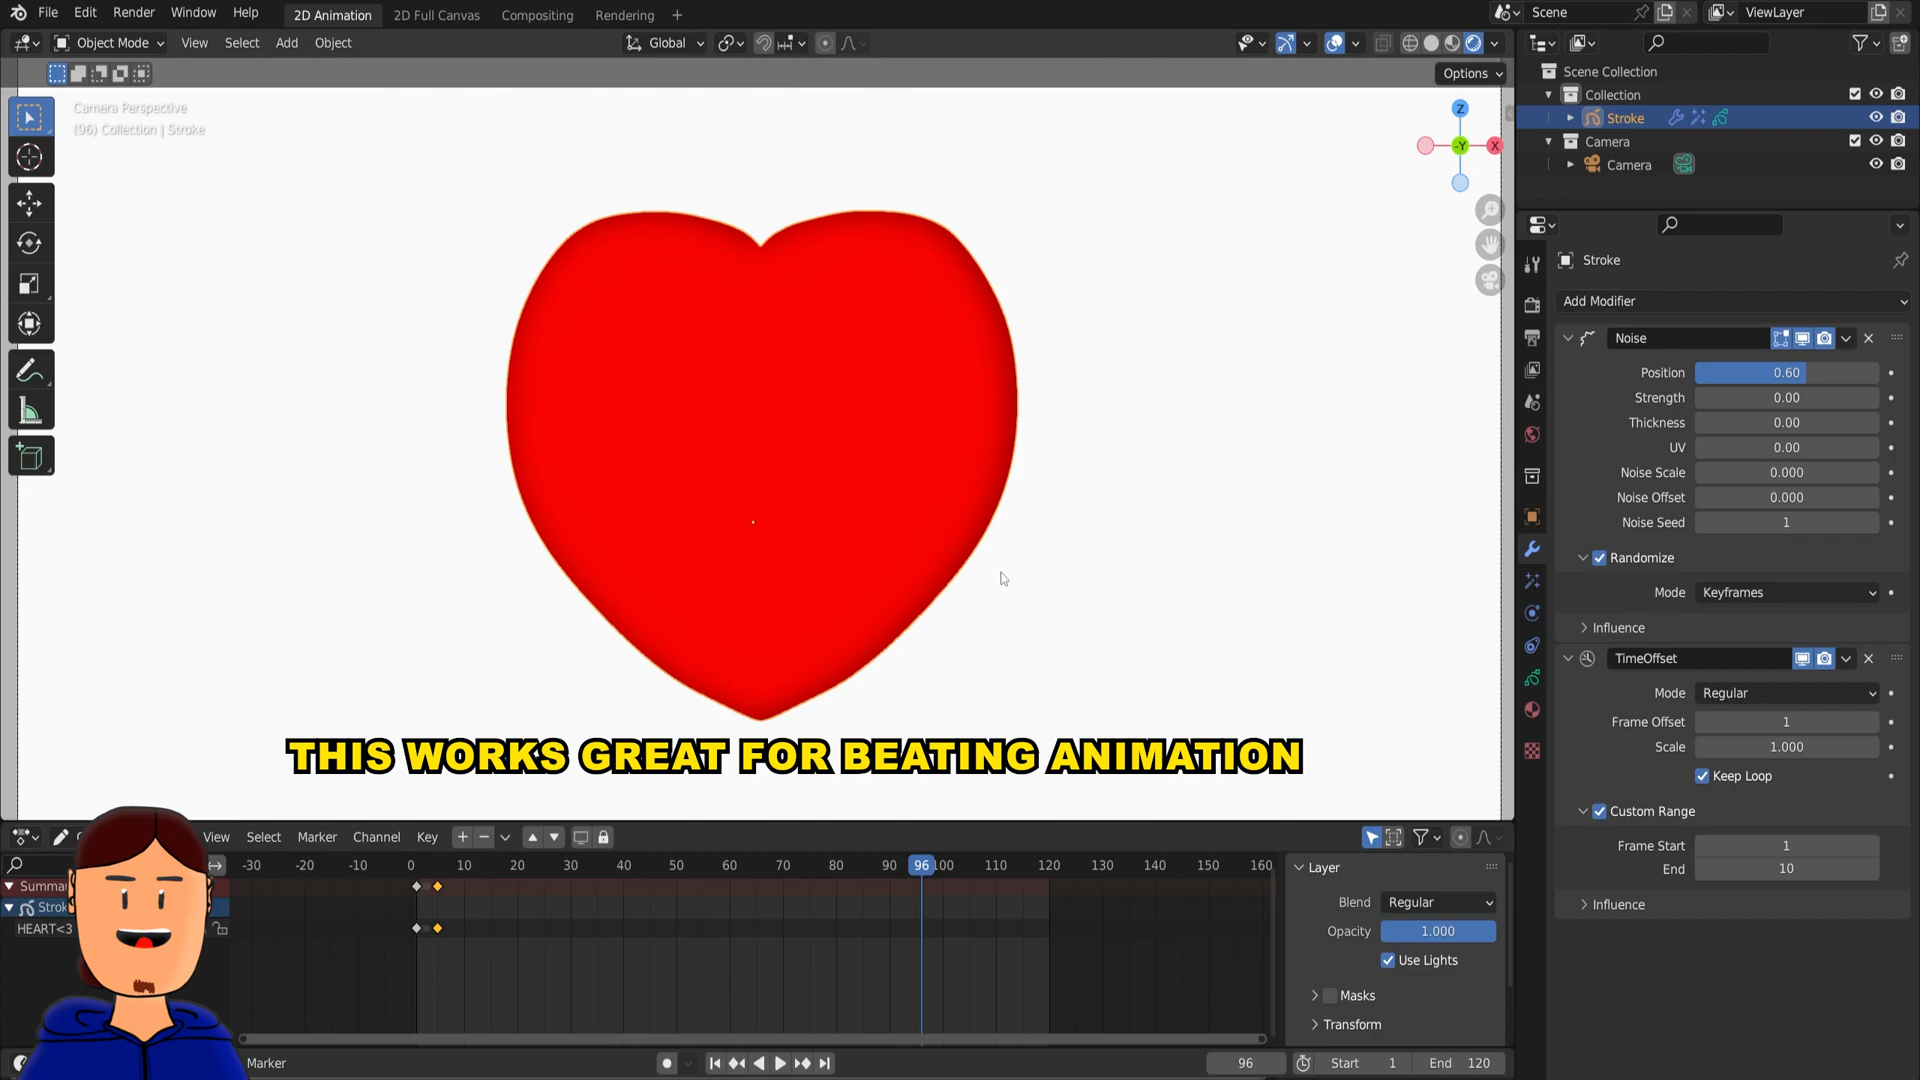 File Edit Render Window Help 2D Animation 2D Full Canvas Compositing Rendering + Scene ViewLayer
Object Mode View Select Add Object Global
Options
Camera Perspective
(96) Collection | Stroke
Z
-Y
X
Scene Collection
Collection
Stroke
Camera
Camera
Stroke
Add Modifier
Noise
Position 0.60
Strength 0.00
Thickness 0.00
UV 0.00
Noise Scale 0.000
Noise Offset 0.000
Noise Seed 1
Randomize
Mode Keyframes
Influence
TimeOffset
Mode Regular
Frame Offset 1
Scale 1.000
Keep Loop
Custom Range
Frame Start 1
End 10
Influence
THIS WORKS GREAT FOR BEATING ANIMATION
View Select Marker Channel Key
-30 -20 -10 0 10 20 30 40 50 60 70 80 90 96 100 110 120 130 140 150 160
Summa
Strok
HEART<3
Layer
Blend Regular
Opacity 1.000
Use Lights
Masks
Transform
Marker 96 Start 1 End 120